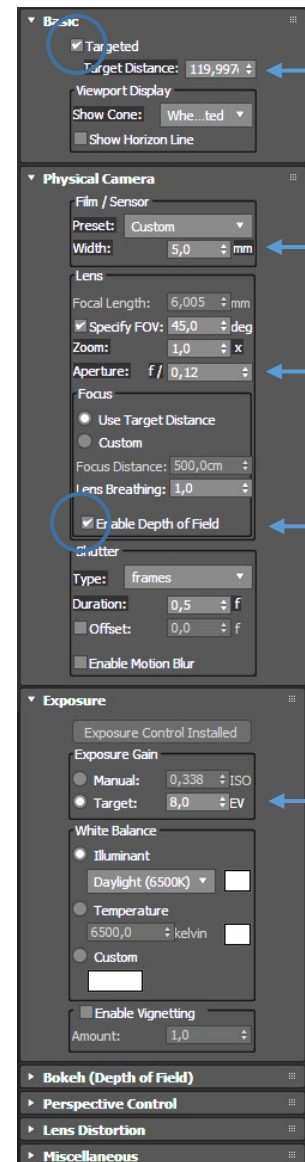 Basic
Targeted
Target Distance: 119,997
Viewport Display
Show Cone: Whe...ted
Show Horizon Line
Physical Camera
Film / Sensor
Preset: Custom
Width: 5,0 mm
Lens
Focal Length: 6,005 mm
Specify FOV: 45,0 deg
Zoom: 1,0 x
Aperture: f / 0,12
Focus
Use Target Distance
Custom
Focus Distance: 500,0cm
Lens Breathing: 1,0
Enable Depth of Field
Shutter
Type: frames
Duration: 0,5 f
Offset: 0,0 f
Enable Motion Blur
Exposure
Exposure Control Installed
Exposure Gain
Manual: 0,338 ISO
Target: 8,0 EV
White Balance
Illuminant
Daylight (6500K)
Temperature
6500,0 kelvin
Custom
Enable Vignetting
Amount: 1,0
Bokeh (Depth of Field)
Perspective Control
Lens Distortion
Miscellaneous